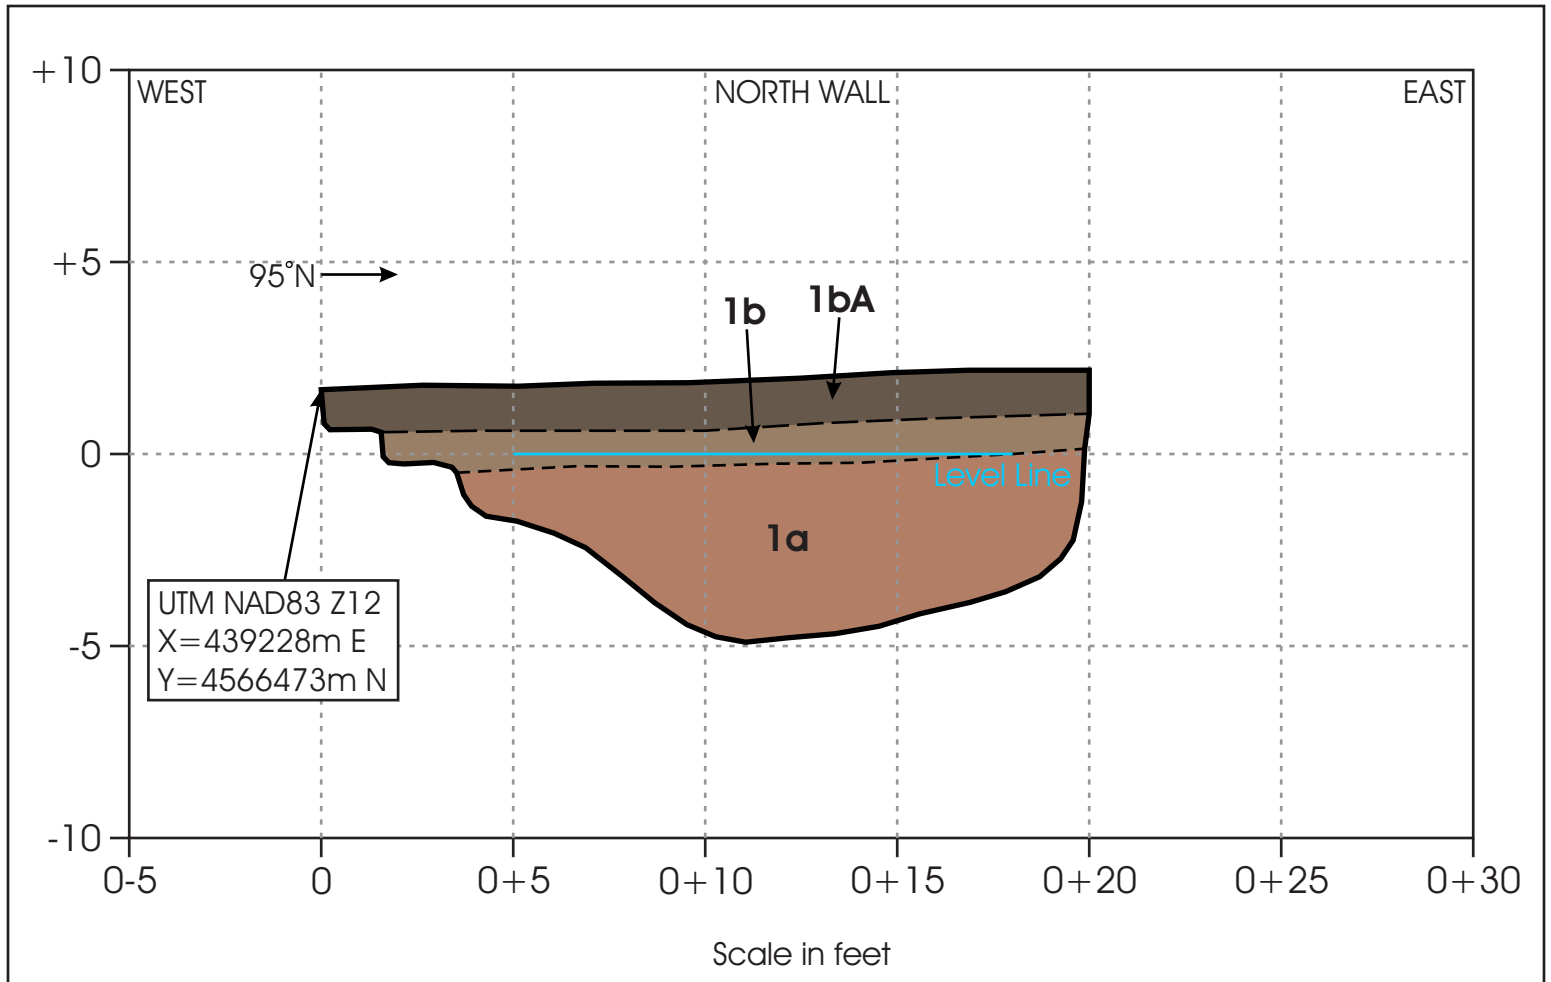 +10
WEST
NORTH WALL
EAST
+5
95°N
1b
1bA
0
Level Line
1a
UTM NAD83 Z12
X=439228m E
Y=4566473m N
-5
-10
0-5
0
0+5
0+10
0+15
0+20
0+25
0+30
Scale in feet